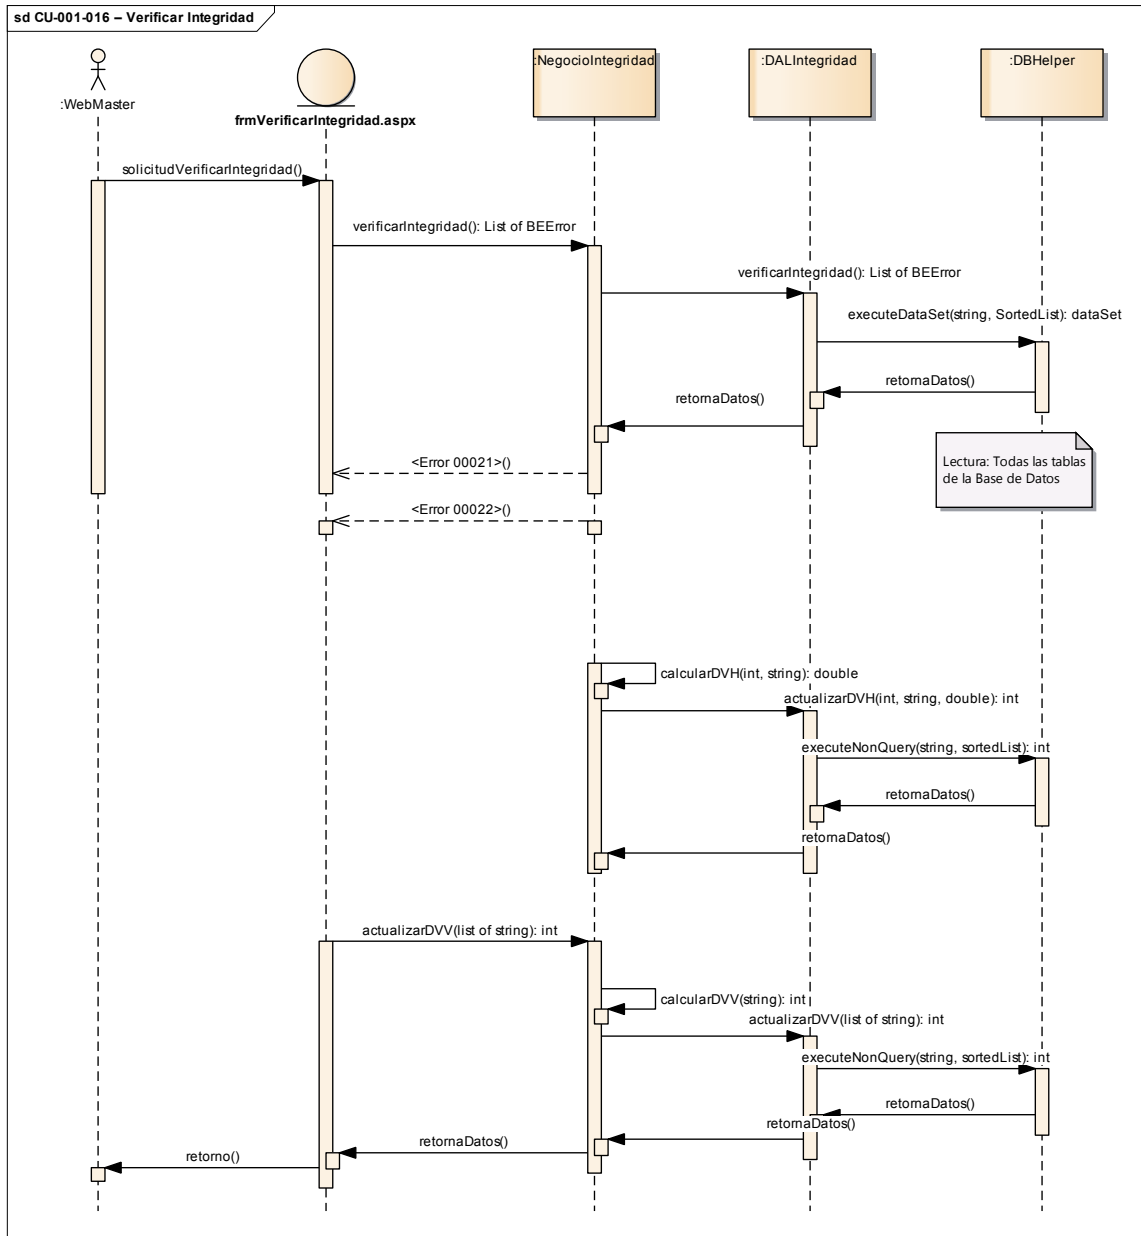 sd CU-001-016 – Verificar Integridad
:WebMaster
frmVerificarIntegridad.aspx
:NegocioIntegridad
:DALIntegridad
:DBHelper
solicitudVerificarIntegridad()
verificarIntegridad(): List of BEError
verificarIntegridad(): List of BEError
executeDataSet(string, SortedList): dataSet
retornaDatos()
retornaDatos()
Lectura: Todas las tablas
de la Base de Datos
<Error 00021>()
<Error 00022>()
calcularDVH(int, string): double
actualizarDVH(int, string, double): int
executeNonQuery(string, sortedList): int
retornaDatos()
retornaDatos()
actualizarDVV(list of string): int
calcularDVV(string): int
actualizarDVV(list of string): int
executeNonQuery(string, sortedList): int
retornaDatos()
retornaDatos()
retornaDatos()
retorno()